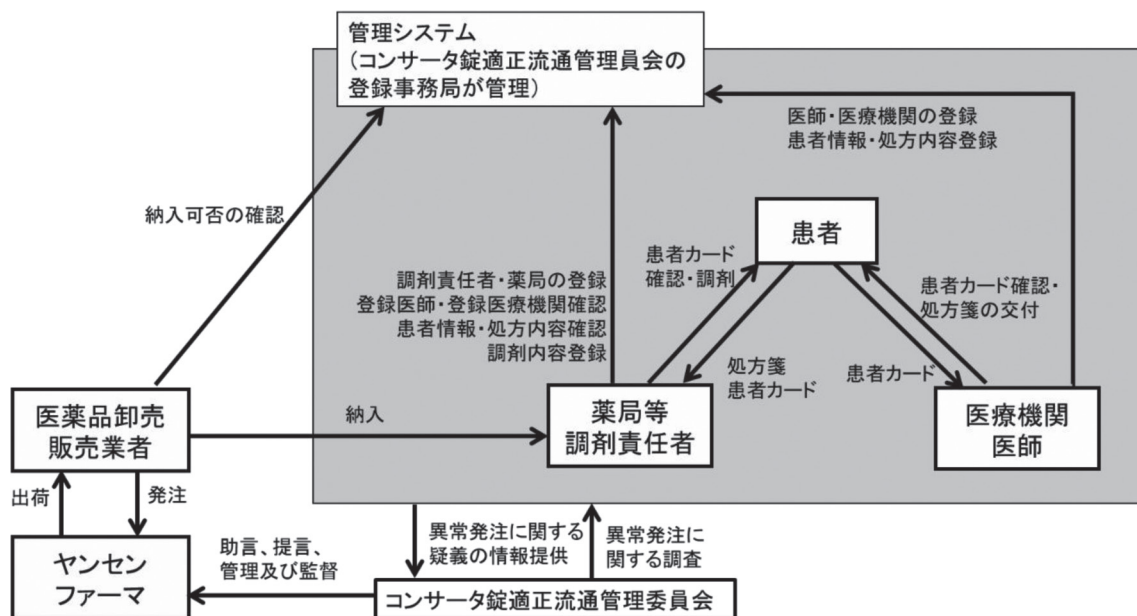 管理システム
（コンサータ錠適正流通管理員会の
登録事務局が管理）
医師・医療機関の登録
患者情報・処方内容登録
納入可否の確認
患者
患者カード
確認・調剤
調剤責任者・薬局の登録
登録医師・登録医療機関確認
患者情報・処方内容確認
調剤内容登録
患者カード確認・
処方箋の交付
処方箋
患者カード
患者カード
医薬品卸売
販売業者
納入
薬局等
調剤責任者
医療機関
医師
出荷
発注
異常発注に関する
疑義の情報提供
異常発注に
関する調査
ヤンセン
ファーマ
助言、提言、
管理及び監督
コンサータ錠適正流通管理委員会